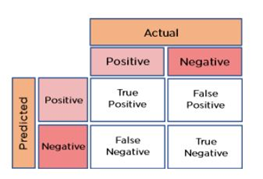 Actual
Positive
Negative
Predicted
Positive
True
Positive
False
Positive
Negative
False
Negative
True
Negative